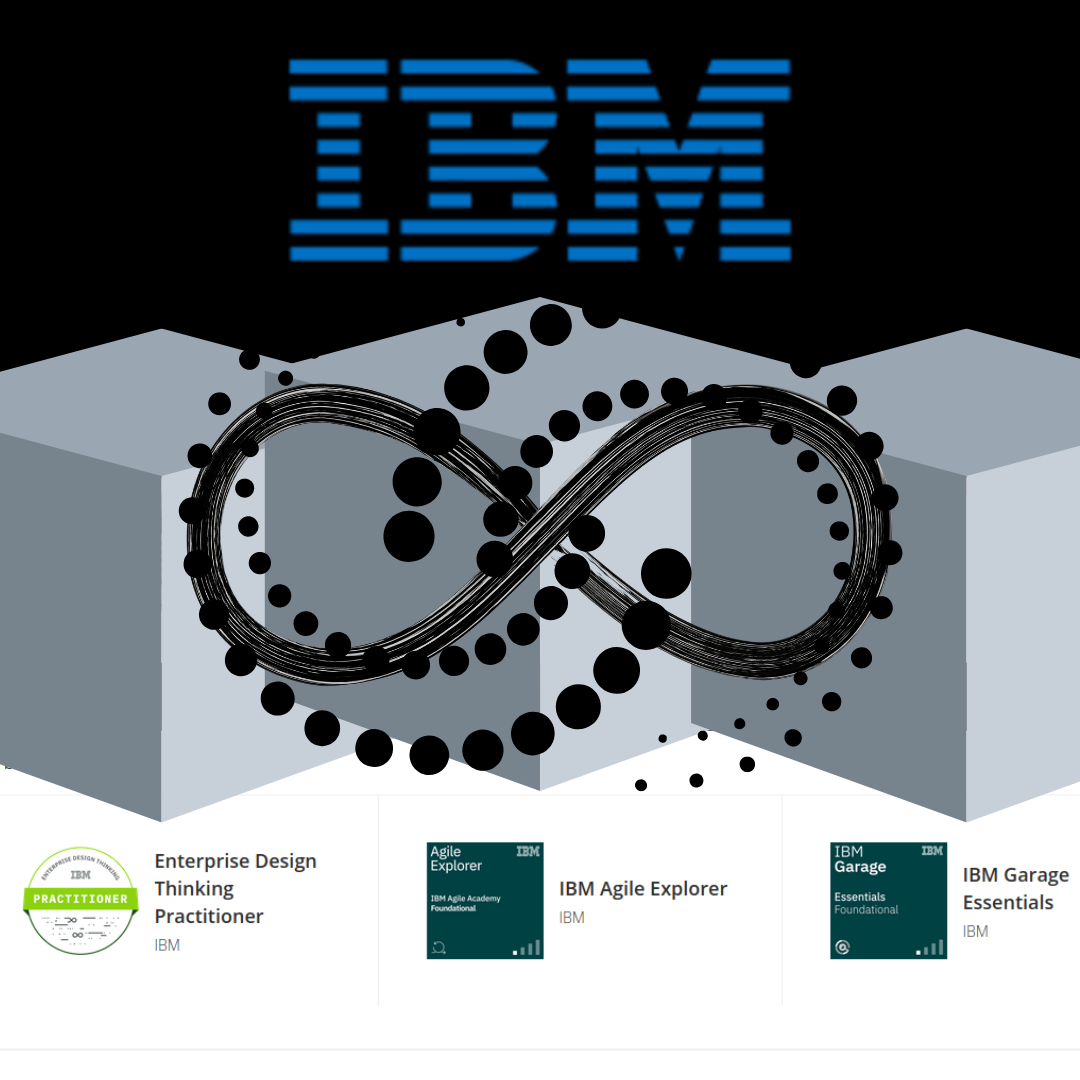 IBM
ENTERPRISE DESIGN THINKING
IBM
PRACTITIONER
Enterprise Design
Thinking
Practitioner
IBM
Agile
Explorer
IBM
IBM Agile Academy
Foundational
IBM Agile Explorer
IBM
IBM
Garage
IBM
Essentials
Foundational
IBM Garage
Essentials
IBM